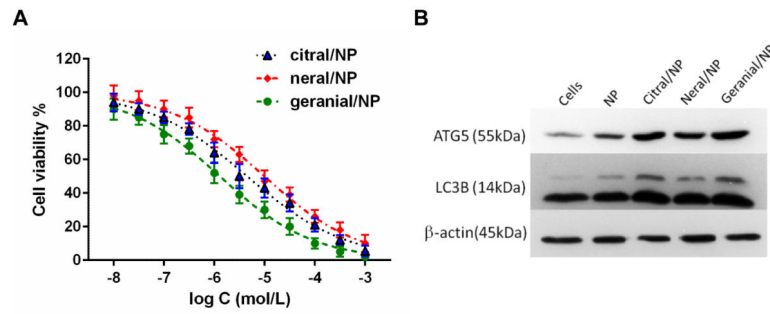 A
Cell viability %
120
100
80
60
40
20
0
-8 -7 -6 -5 -4 -3
log C (mol/L)
citral/NP
neral/NP
geranial/NP
B
Cells NP Citral/NP Neral/NP Geranial/NP
ATG5 (55kDa)
LC3B (14kDa)
β-actin(45kDa)